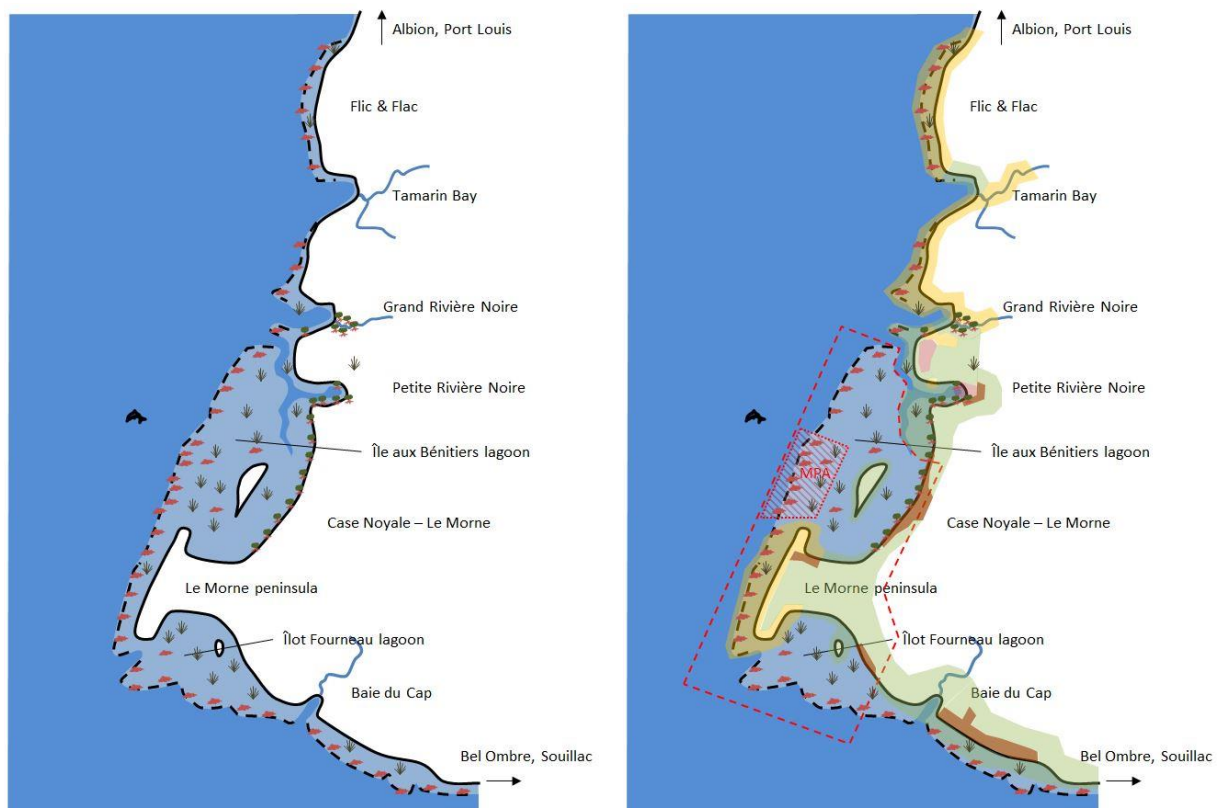 Albion, Port Louis
Flic & Flac
Tamarin Bay
Grand Rivière Noire
Petite Rivière Noire
Île aux Bénitiers lagoon
Case Noyale – Le Morne
Le Morne peninsula
Îlot Fourneau lagoon
Baie du Cap
Bel Ombre, Souillac
Albion, Port Louis
Flic & Flac
Tamarin Bay
Grand Rivière Noire
Petite Rivière Noire
Île aux Bénitiers lagoon
MPA
Case Noyale – Le Morne
Le Morne peninsula
Îlot Fourneau lagoon
Baie du Cap
Bel Ombre, Souillac